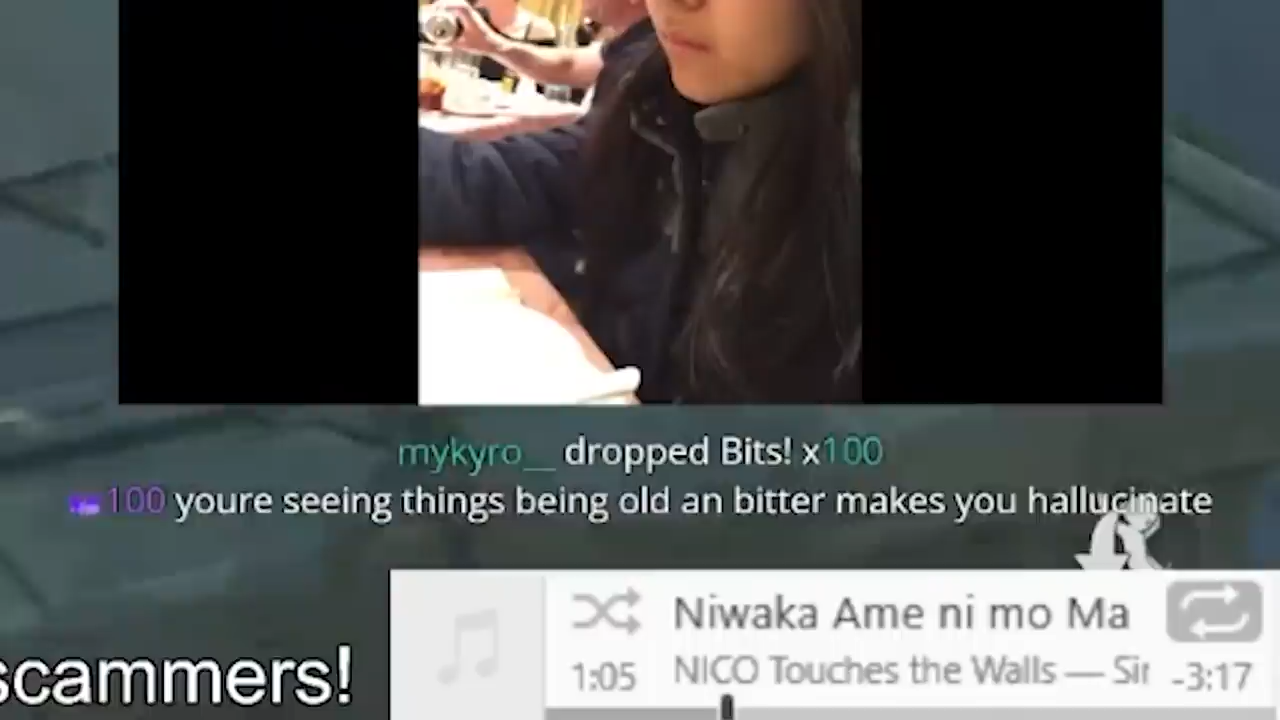 mykyro__ dropped Bits! x100
100 youre seeing things being old an bitter makes you hallucinate
Niwaka Ame ni mo Ma
1:05 NICO Touches the Walls — Sin -3:17
scammers!